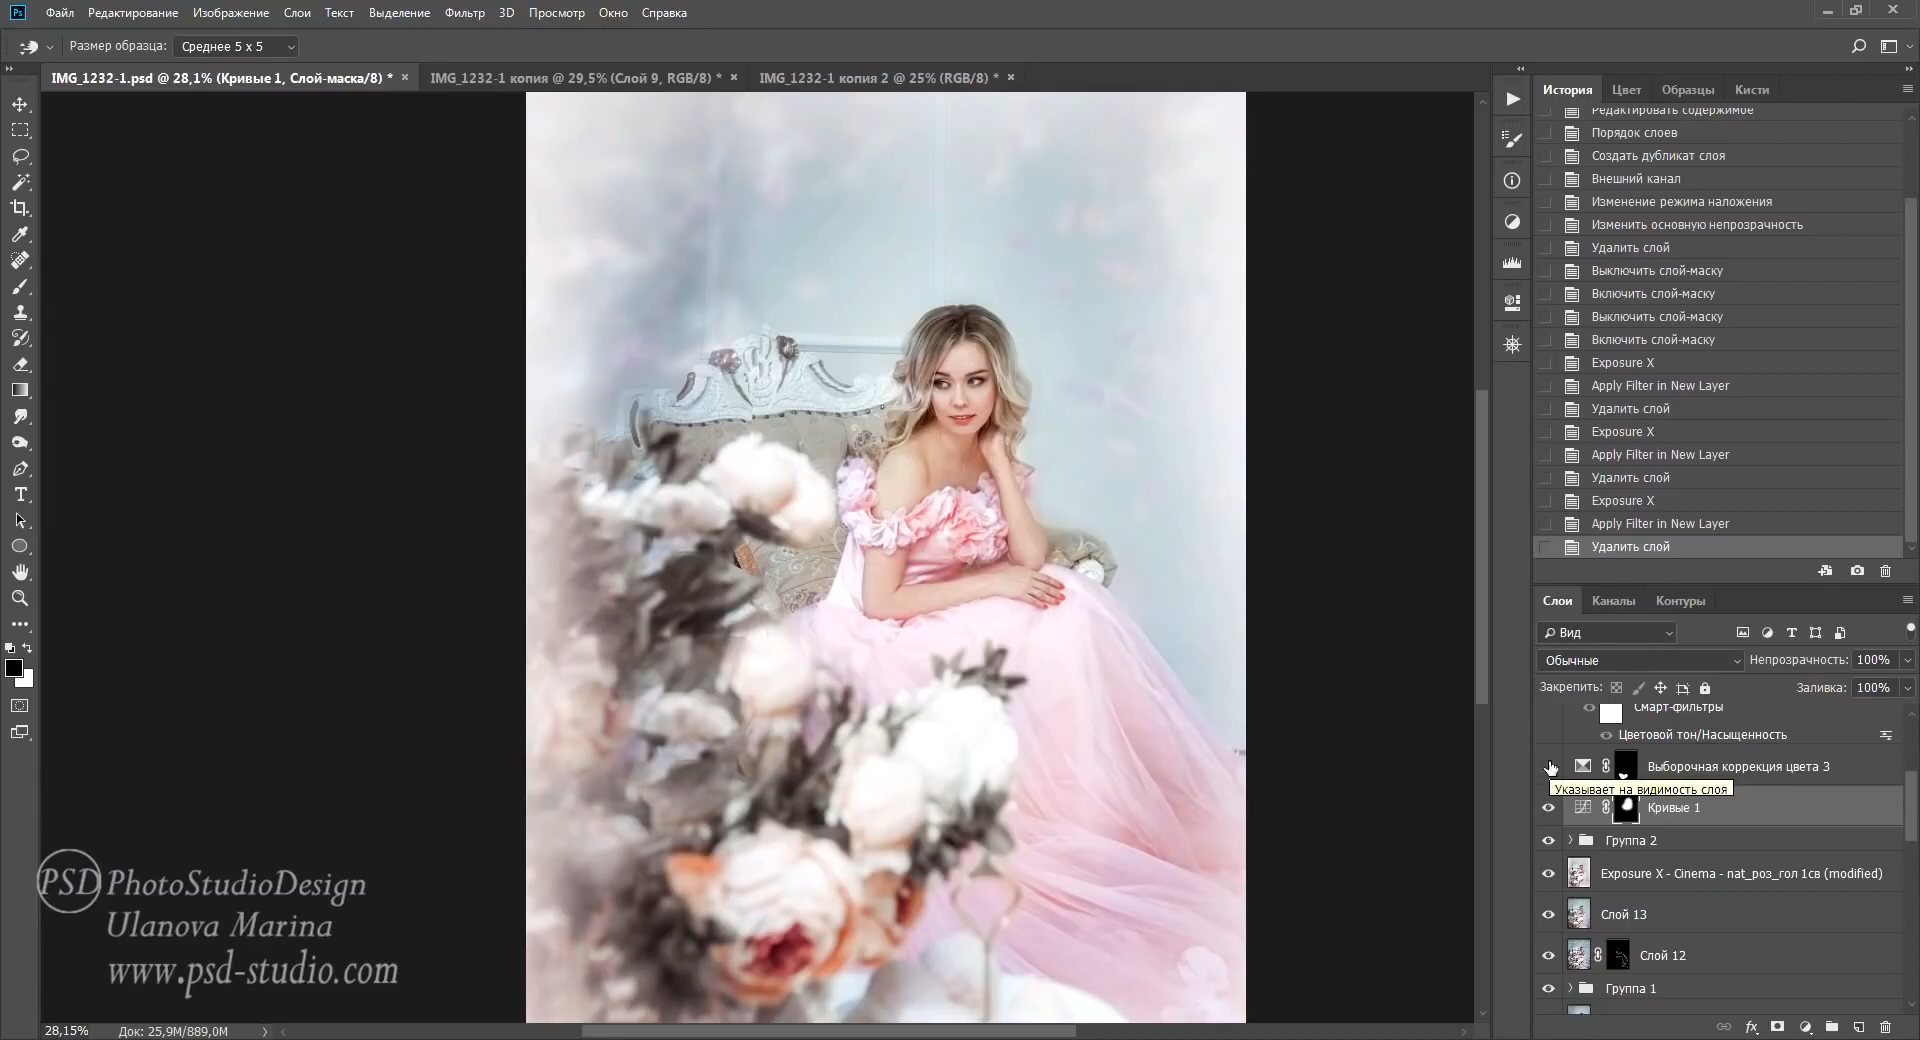 Ps Файл Редактирование Изображение Слои Текст Выделение Фильтр 3D Просмотр Окно Справка
Размер образца: Среднее 5 x 5
IMG_1232-1.psd @ 28,1% (Кривые 1, Слой-маска/8) * × IMG_1232-1 копия @ 29,5% (Слой 9, RGB/8) * × IMG_1232-1 копия 2 @ 25% (RGB/8) * ×
История Цвет Образцы Кисти
Редактировать содержимое
Порядок слоев
Создать дубликат слоя
Внешний канал
Изменение режима наложения
Изменить основную непрозрачность
Удалить слой
Выключить слой-маску
Включить слой-маску
Выключить слой-маску
Включить слой-маску
Exposure X
Apply Filter in New Layer
Удалить слой
Exposure X
Apply Filter in New Layer
Удалить слой
Exposure X
Apply Filter in New Layer
Удалить слой
Слои Каналы Контуры
Вид
Обычные Непрозрачность: 100%
Закрепить: Заливка: 100%
Смарт-фильтры
Цветовой тон/Насыщенность
Выборочная коррекция цвета 3
Указывает на видимость слоя
Кривые 1
Группа 2
Exposure X - Cinema - nat_роз_гол 1св (modified)
Слой 13
Слой 12
Группа 1
fx
PSD PhotoStudioDesign
Ulanova Marina
www.psd-studio.com
28,15% Док: 25,9M/889,0M